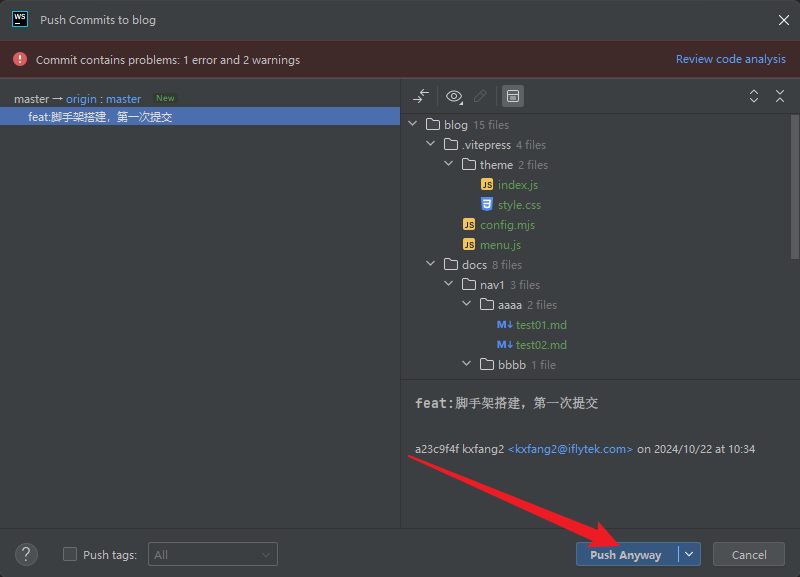 WS Push Commits to blog
Commit contains problems: 1 error and 2 warnings
Review code analysis
master → origin : master New
feat:脚手架搭建，第一次提交
blog 15 files
.vitepress 4 files
theme 2 files
JS index.js
style.css
JS config.mjs
JS menu.js
docs 8 files
nav1 3 files
aaaa 2 files
M↓ test01.md
M↓ test02.md
bbbb 1 file
feat:脚手架搭建，第一次提交
a23c9f4f kxfang2 <kxfang2@iflytek.com> on 2024/10/22 at 10:34
? Push tags: All
Push Anyway
Cancel